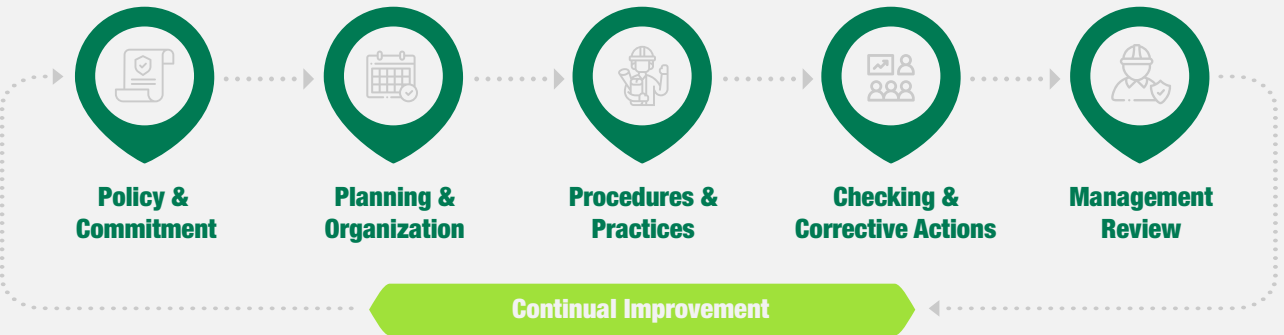 Policy &
Commitment
Planning &
Organization
Procedures &
Practices
Checking &
Corrective Actions
Management
Review
Continual Improvement